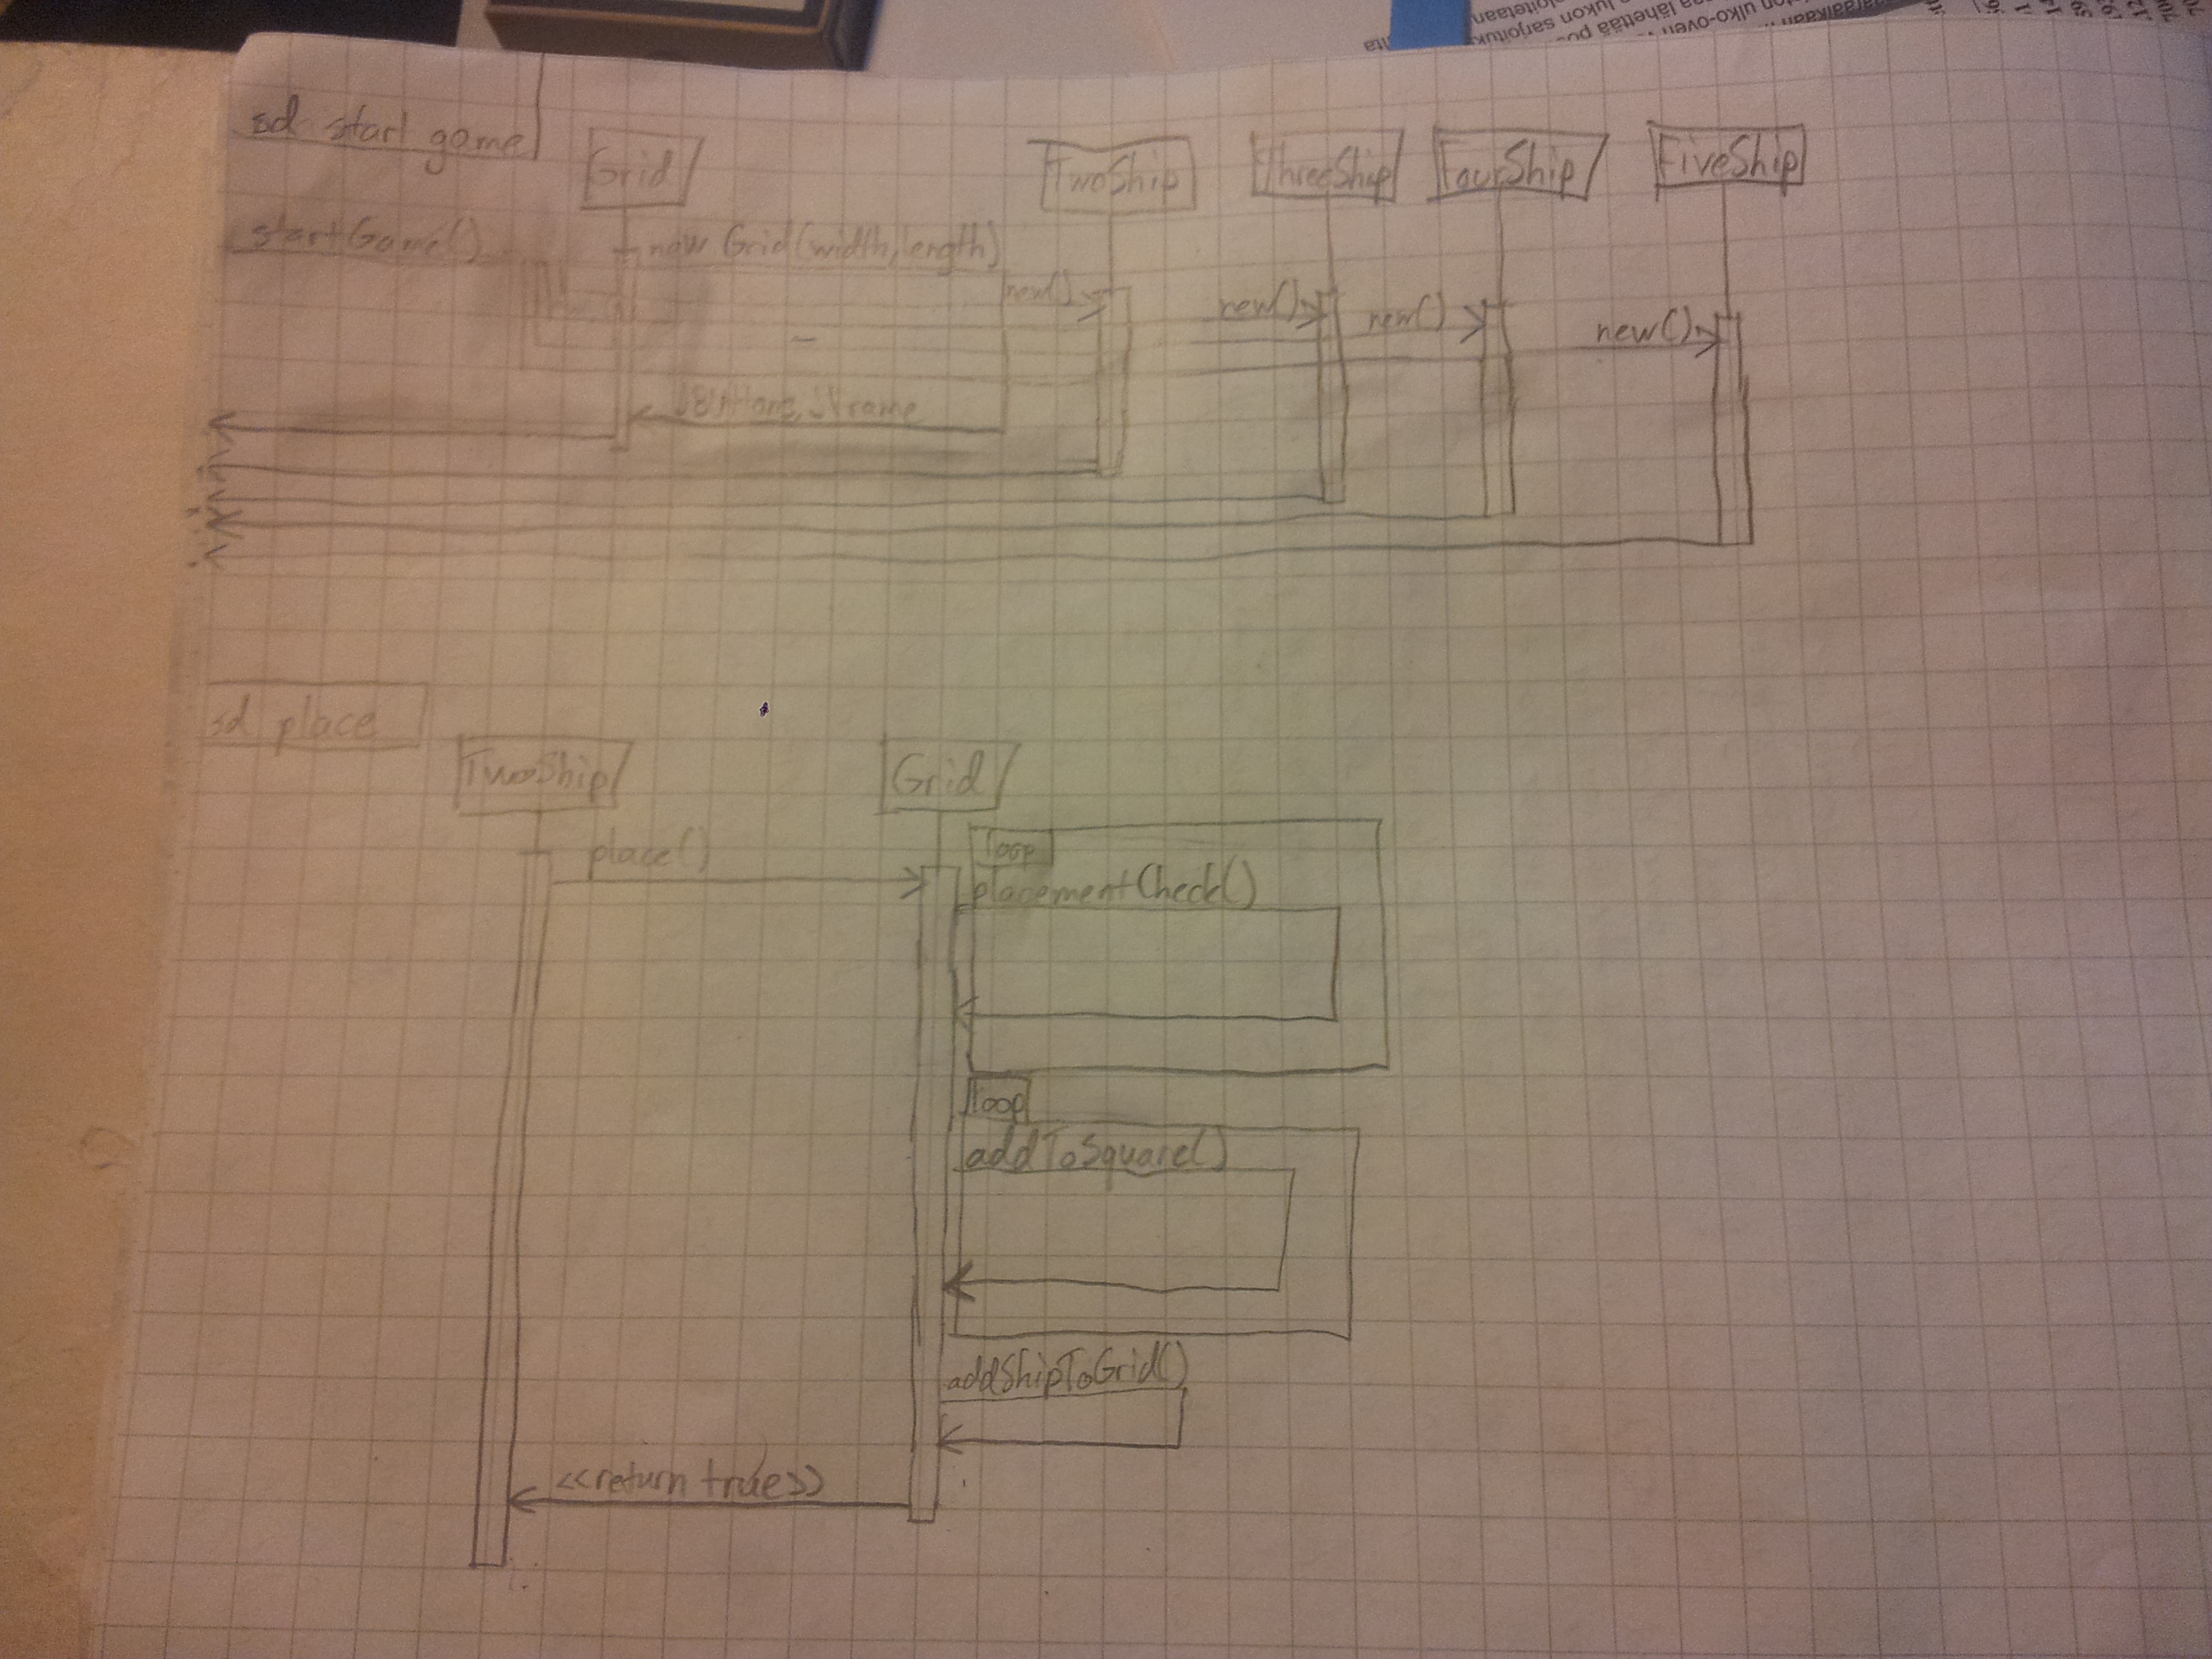 sd start game
Grid
TwoShip
ThreeShip
FourShip
FiveShip
startGame()
new Grid(width, length)
new()
new()
new()
new()
JButtons, JFrame
sd place
TwoShip
Grid
place()
loop
placementCheck()
loop
addToSquare()
addShipToGrid()
<<return true>>